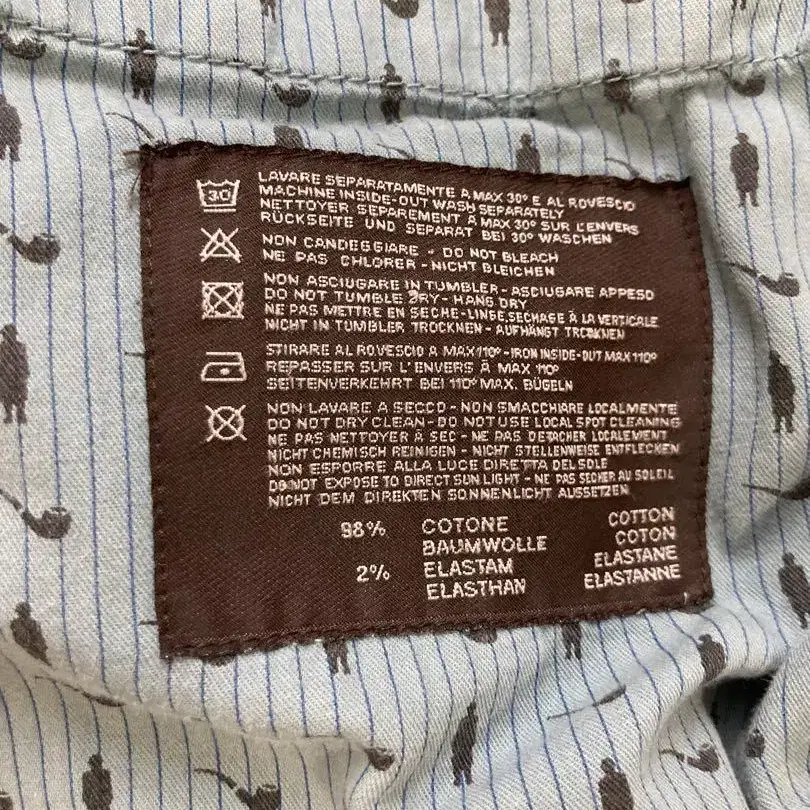 30
LAVARE SEPARATAMENTE A MAX 30° E AL ROVESCIO
MACHINE INSIDE-OUT WASH SEPARATELY
NETTOYER SEPAREMENT A MAX 30° SUR L'ENVERS
RÜCKSEITE UND SEPARAT BEI 30° WASCHEN
NON CANDEGGIARE - DO NOT BLEACH
NE PAS CHLORER - NICHT BLEICHEN
NON ASCIUGARE IN TUMBLER - ASCIUGARE APPESO
DO NOT TUMBLE DRY - HANG DRY
NE PAS METTRE EN SECHE-LINGE, SECHAGE À LA VERTICALE
NICHT IN TUMBLER TROCKNEN - AUFHÄNGT TROCKNEN
STIRARE AL ROVESCIO A MAX 110° - IRON INSIDE-OUT MAX 110°
REPASSER SUR L'ENVERS À MAX 110°
SEITENVERKEHRT BEI 110° MAX. BÜGELN
NON LAVARE A SECCO - NON SMACCHIARE LOCALMENTE
DO NOT DRY CLEAN - DO NOT USE LOCAL SPOT CLEANING
NE PAS NETTOYER À SEC - NE PAS DETACHER LOCALEMENT
NICHT CHEMISCH REINIGEN - NICHT STELLENWEISE ENTFLECKEN
NON ESPORRE ALLA LUCE DIRETTA DEL SOLE
DO NOT EXPOSE TO DIRECT SUN LIGHT - NE PAS SECHER AU SOLEIL
NICHT DEM DIREKTEN SONNENLICHT AUSSETZEN
98% COTONE COTTON
BAUMWOLLE COTON
2% ELASTAM ELASTANE
ELASTHAN ELASTANNE